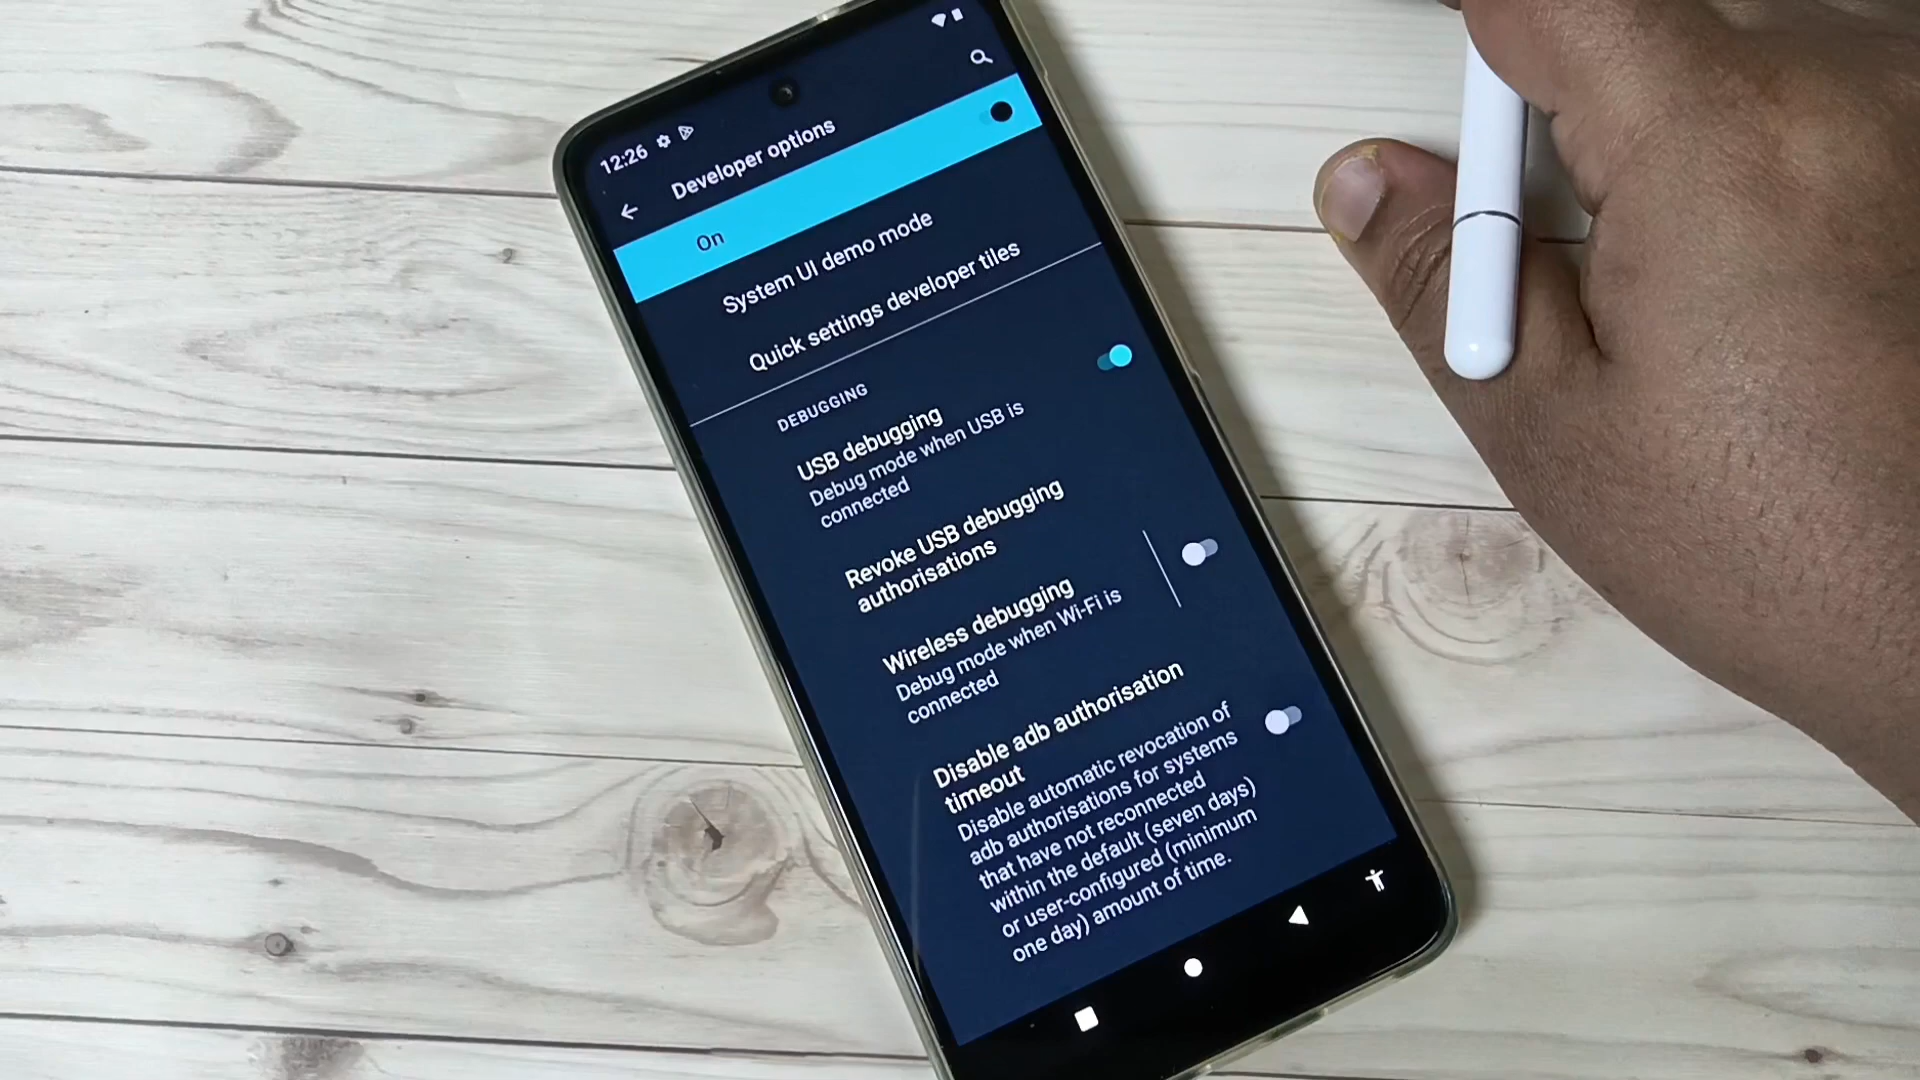 12:26
Developer options
On
System UI demo mode
Quick settings developer tiles
DEBUGGING
USB debugging
Debug mode when USB is
connected
Revoke USB debugging
authorisations
Wireless debugging
Debug mode when Wi-Fi is
connected
Disable adb authorisation
timeout
Disable automatic revocation of
adb authorisations for systems
that have not reconnected
within the default (seven days)
or user-configured (minimum
one day) amount of time.